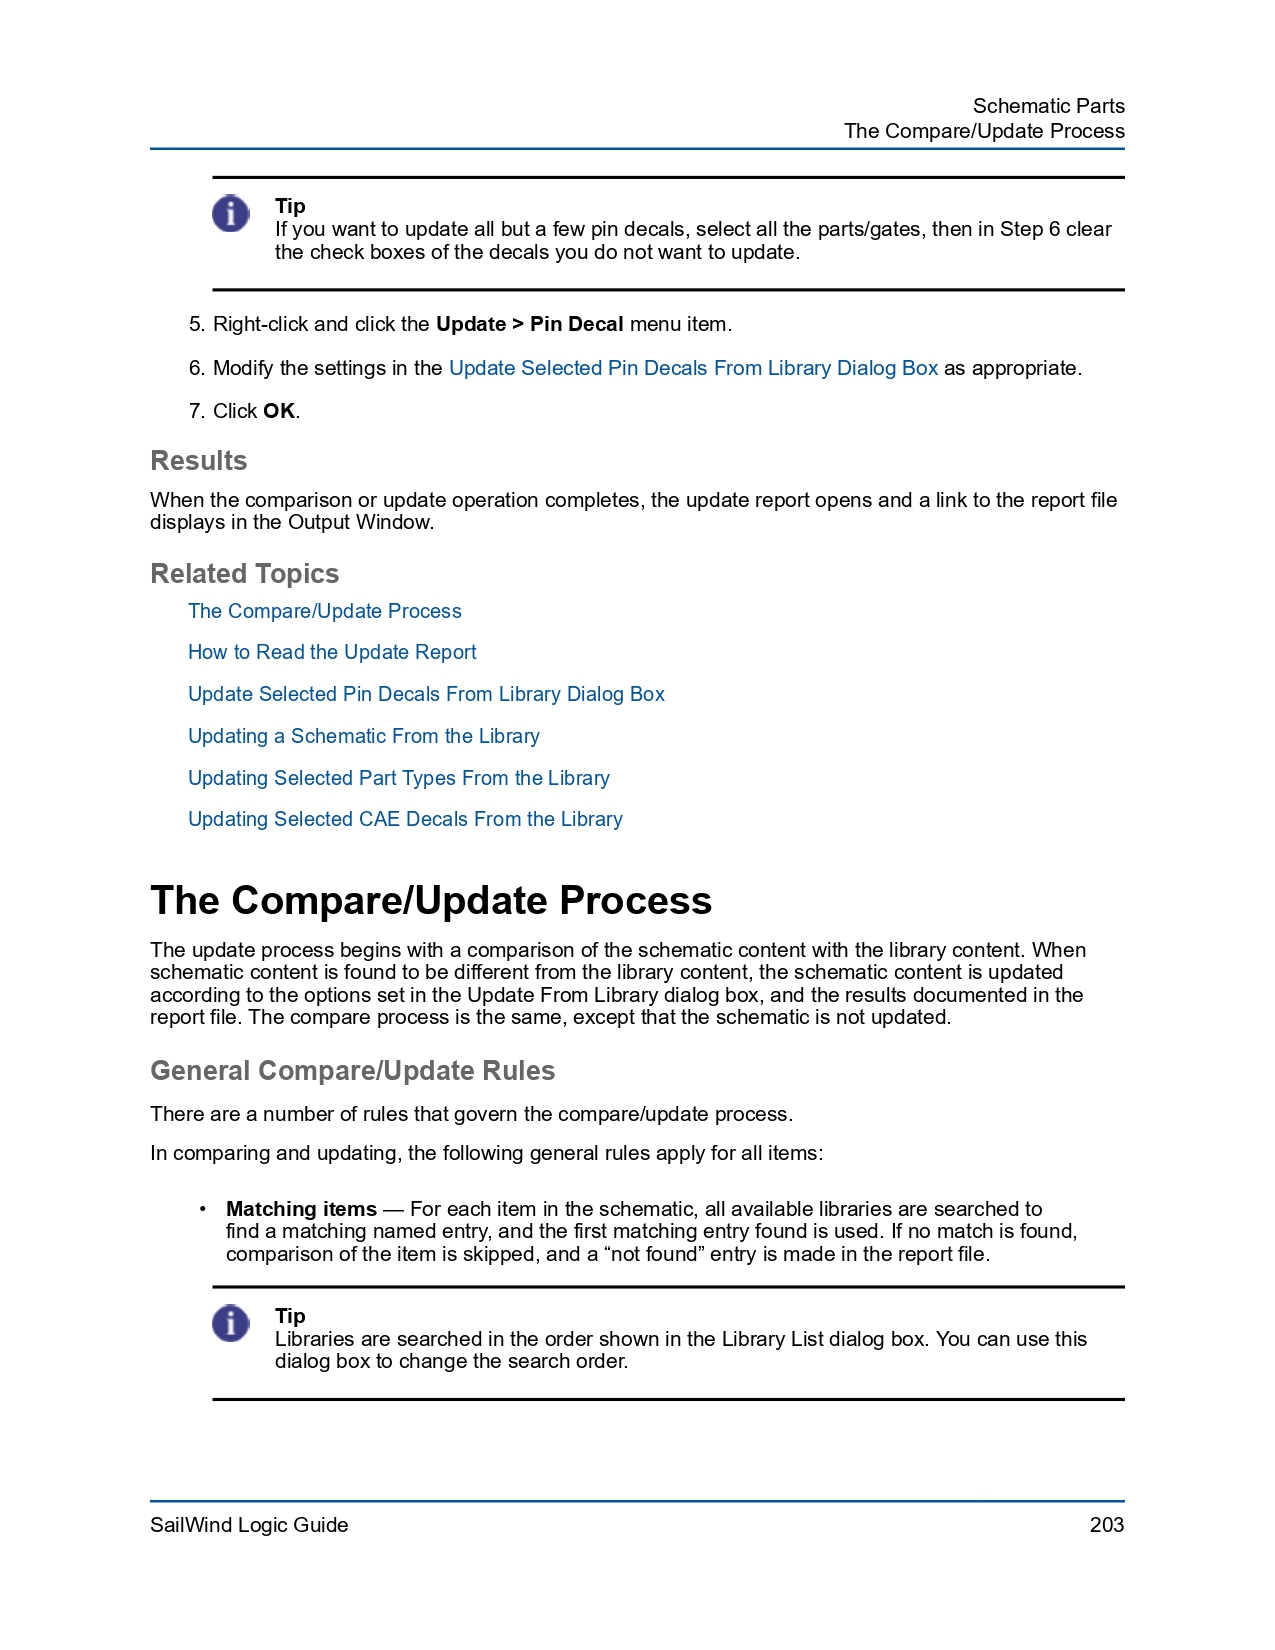 Schematic Parts
The Compare/Update Process
Tip
If you want to update all but a few pin decals, select all the parts/gates, then in Step 6 clear
the check boxes of the decals you do not want to update.
5. Right-click and click the Update > Pin Decal menu item.
6. Modify the settings in the Update Selected Pin Decals From Library Dialog Box as appropriate.
7. Click OK.
Results
When the comparison or update operation completes, the update report opens and a link to the report file
displays in the Output Window.
Related Topics
The Compare/Update Process
How to Read the Update Report
Update Selected Pin Decals From Library Dialog Box
Updating a Schematic From the Library
Updating Selected Part Types From the Library
Updating Selected CAE Decals From the Library
The Compare/Update Process
The update process begins with a comparison of the schematic content with the library content. When
schematic content is found to be different from the library content, the schematic content is updated
according to the options set in the Update From Library dialog box, and the results documented in the
report file. The compare process is the same, except that the schematic is not updated.
General Compare/Update Rules
There are a number of rules that govern the compare/update process.
In comparing and updating, the following general rules apply for all items:
• Matching items — For each item in the schematic, all available libraries are searched to
find a matching named entry, and the first matching entry found is used. If no match is found,
comparison of the item is skipped, and a “not found” entry is made in the report file.
Tip
Libraries are searched in the order shown in the Library List dialog box. You can use this
dialog box to change the search order.
SailWind Logic Guide
203